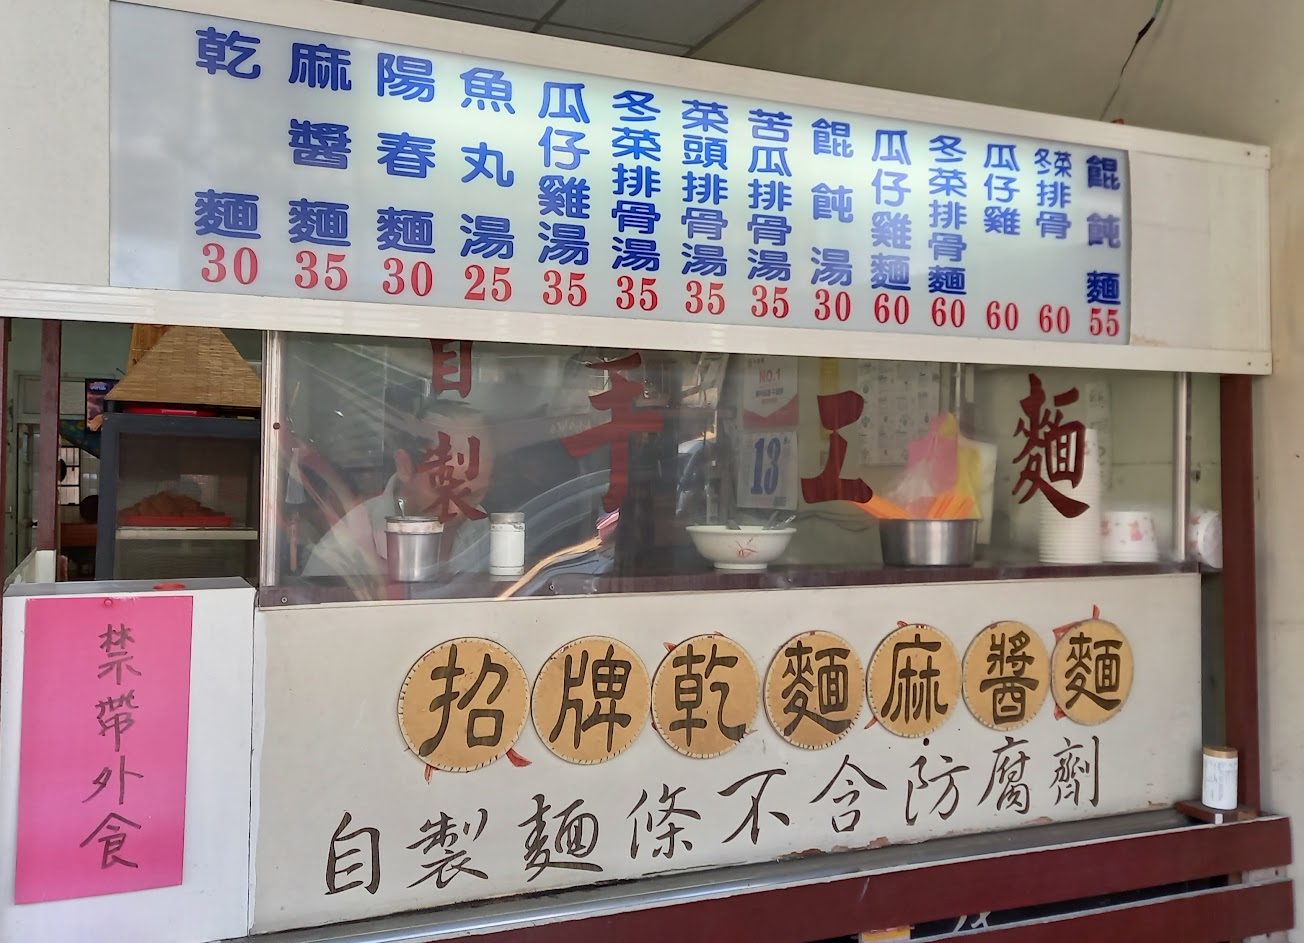 乾麵 30
麻醬麵 35
陽春麵 30
魚丸湯 25
瓜仔雞湯 35
冬菜排骨湯 35
菜頭排骨湯 35
苦瓜排骨湯 35
餛飩湯 30
瓜仔雞麵 60
冬菜排骨麵 60
瓜仔雞 60
冬菜排骨 60
餛飩麵 55
自製
手工麵
NO.1
13
禁帶外食
招牌乾麵麻醬麵
自製麵條不含防腐劑